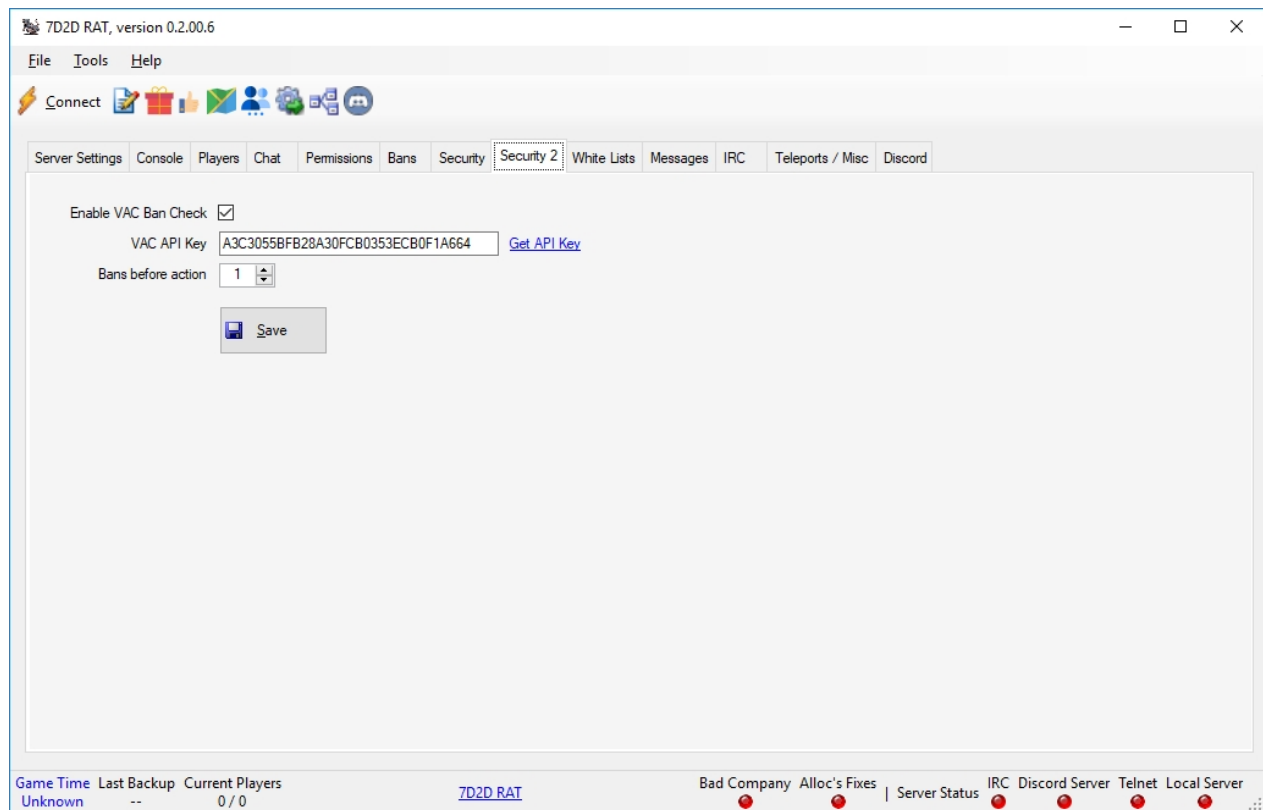 7D2D RAT, version 0.2.00.6
File Tools Help
Connect
Server Settings Console Players Chat Permissions Bans Security Security 2 White Lists Messages IRC Teleports / Misc Discord
Enable VAC Ban Check
VAC API Key A3C3055BFB28A30FCB0353ECB0F1A664 Get API Key
Bans before action 1
Save
Game Time Last Backup Current Players Bad Company Alloc's Fixes | Server Status IRC Discord Server Telnet Local Server
Unknown -- 0 / 0 7D2D RAT